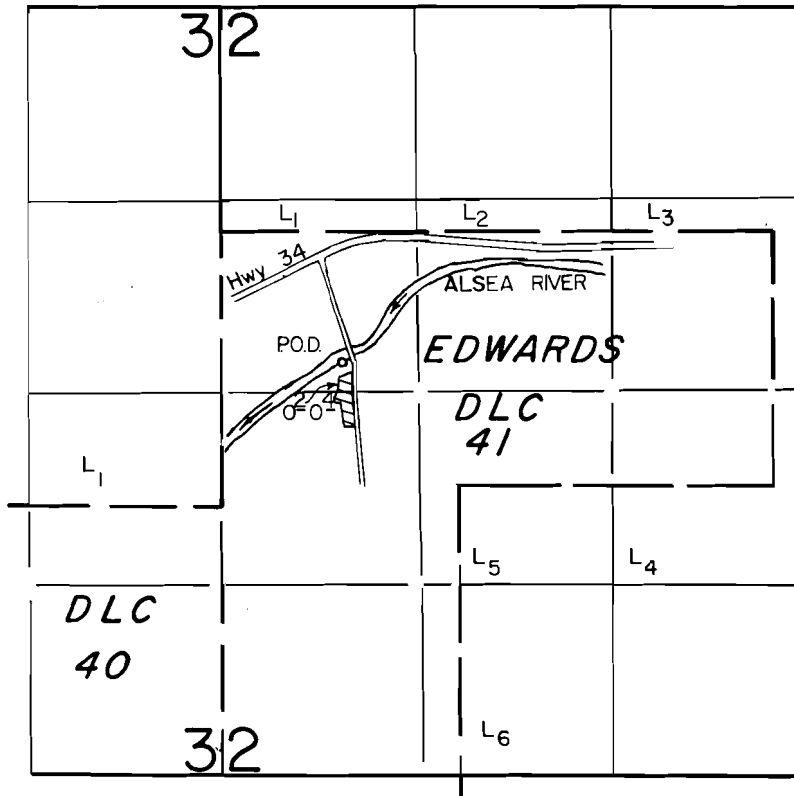 32
L1
L2
L3
Hwy 34
ALSEA RIVER
P.O.D.
EDWARDS
DLC
41
L1
L5
L4
DLC
40
L6
32